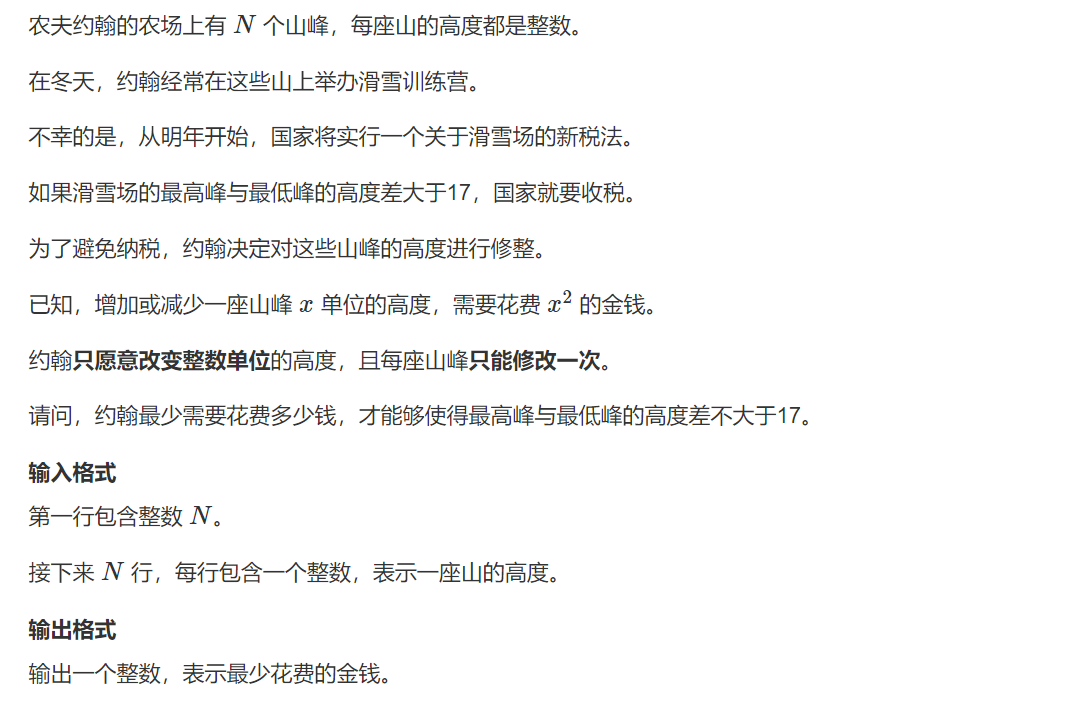 农夫约翰的农场上有 N 个山峰，每座山的高度都是整数。
在冬天，约翰经常在这些山上举办滑雪训练营。
不幸的是，从明年开始，国家将实行一个关于滑雪场的新税法。
如果滑雪场的最高峰与最低峰的高度差大于17，国家就要收税。
为了避免纳税，约翰决定对这些山峰的高度进行修整。
已知，增加或减少一座山峰 x 单位的高度，需要花费 x² 的金钱。
约翰只愿意改变整数单位的高度，且每座山峰只能修改一次。
请问，约翰最少需要花费多少钱，才能够使得最高峰与最低峰的高度差不大于17。
输入格式
第一行包含整数 N。
接下来 N 行，每行包含一个整数，表示一座山的高度。
输出格式
输出一个整数，表示最少花费的金钱。